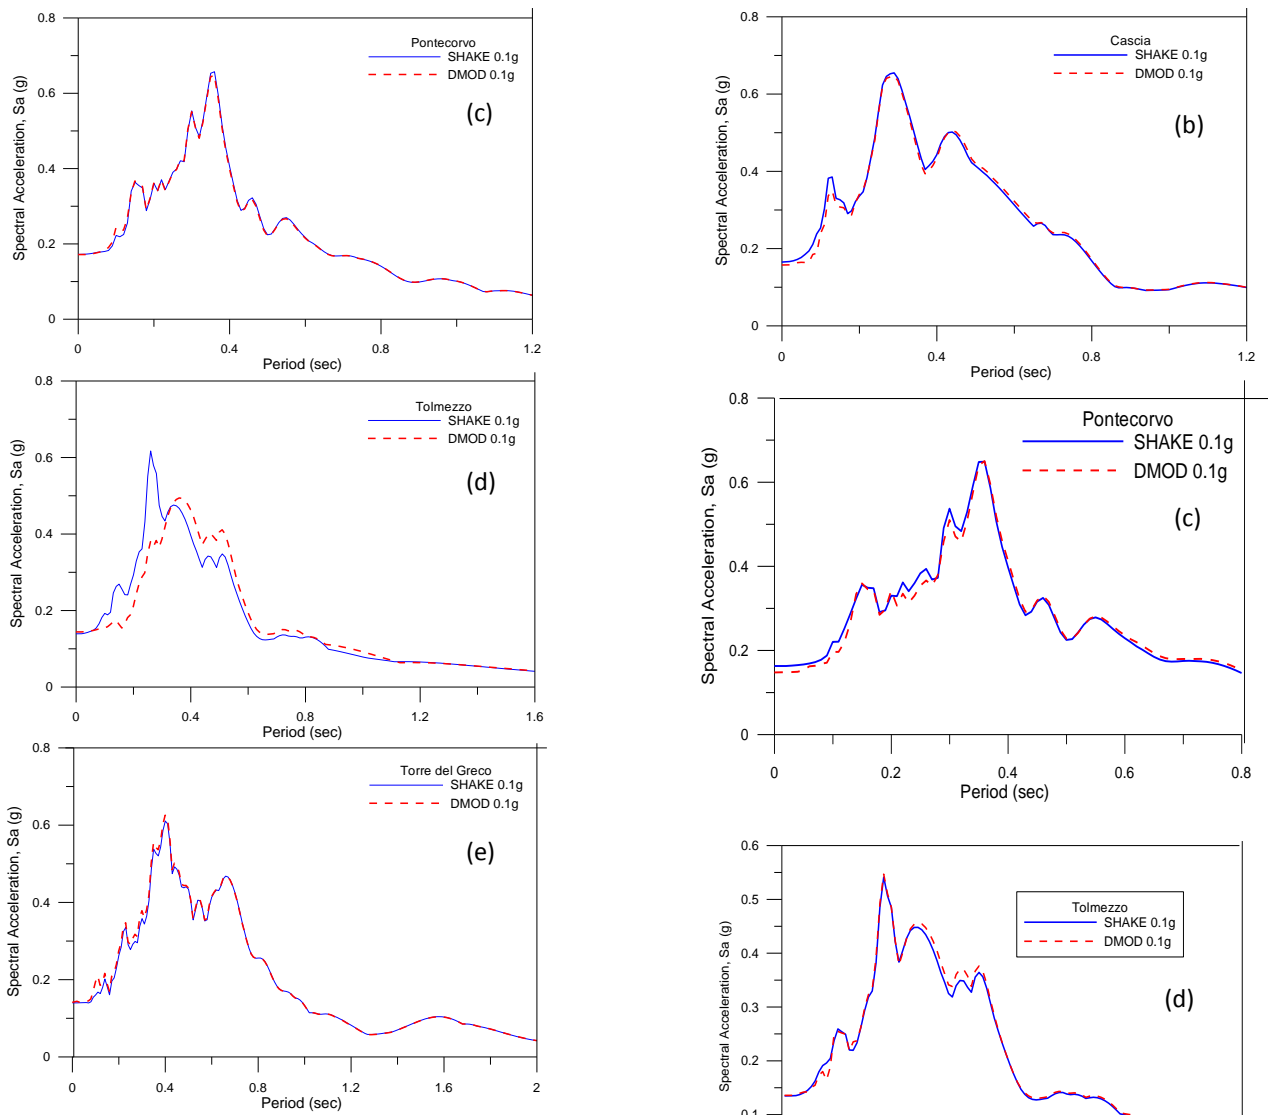 0.8
Pontecorvo
SHAKE 0.1g
DMOD 0.1g
(c)
0.6
0.4
0.2
0
Spectral Acceleration, Sa (g)
0 0.4 0.8 1.2
Period (sec)
0.8
Tolmezzo
SHAKE 0.1g
DMOD 0.1g
(d)
0.6
0.4
0.2
0
Spectral Acceleration, Sa (g)
0 0.4 0.8 1.2 1.6
Period (sec)
0.8
Torre del Greco
SHAKE 0.1g
DMOD 0.1g
(e)
0.6
0.4
0.2
0
Spectral Acceleration, Sa (g)
0 0.4 0.8 1.2 1.6 2
Period (sec)
0.8
Cascia
SHAKE 0.1g
DMOD 0.1g
(b)
0.6
0.4
0.2
0
Spectral Acceleration, Sa (g)
0 0.4 0.8 1.2
Period (sec)
0.8
Pontecorvo
SHAKE 0.1g
DMOD 0.1g
(c)
0.6
0.4
0.2
0
Spectral Acceleration, Sa (g)
0 0.2 0.4 0.6 0.8
Period (sec)
0.6
Tolmezzo
SHAKE 0.1g
DMOD 0.1g
(d)
0.5
0.4
0.3
0.2
0.1
Spectral Acceleration, Sa (g)